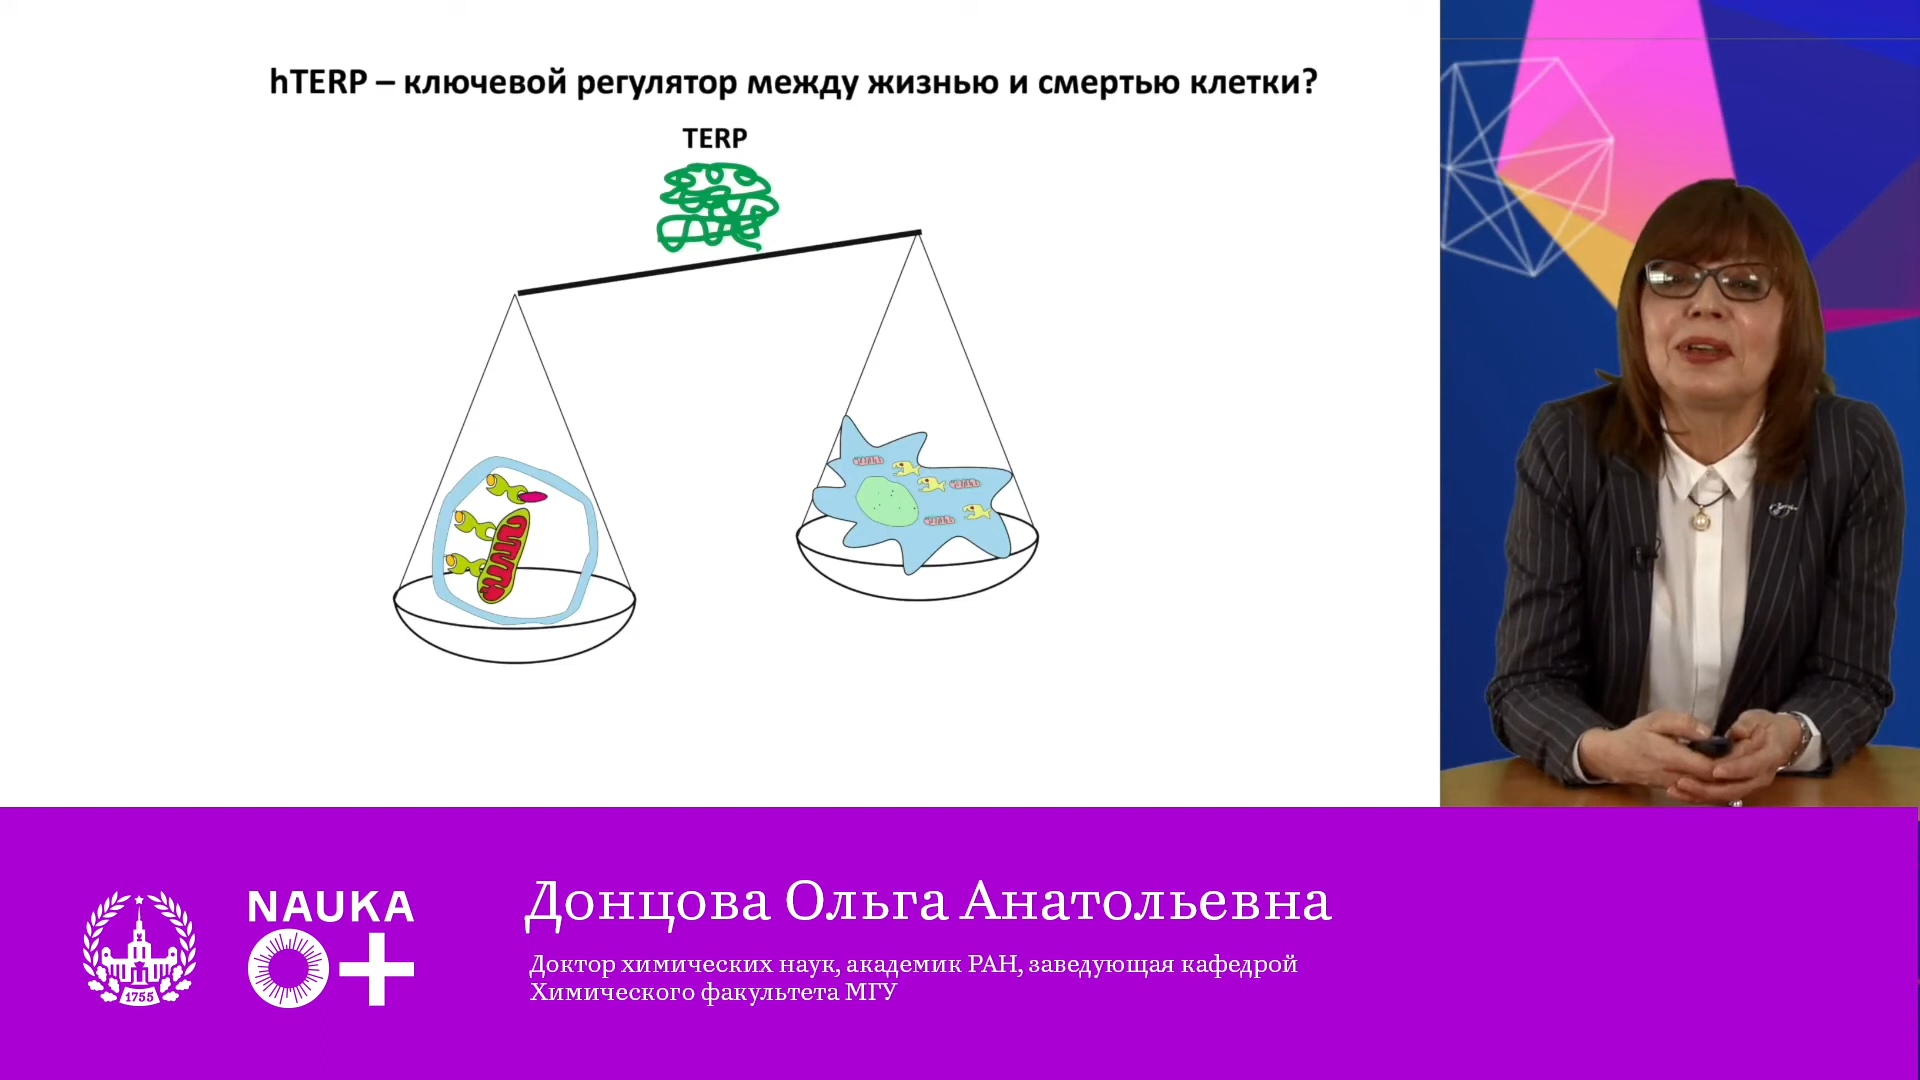 hTERP – ключевой регулятор между жизнью и смертью клетки?
TERP
NAUKA
0+
1755
Донцова Ольга Анатольевна
Доктор химических наук, академик РАН, заведующая кафедрой
Химического факультета МГУ